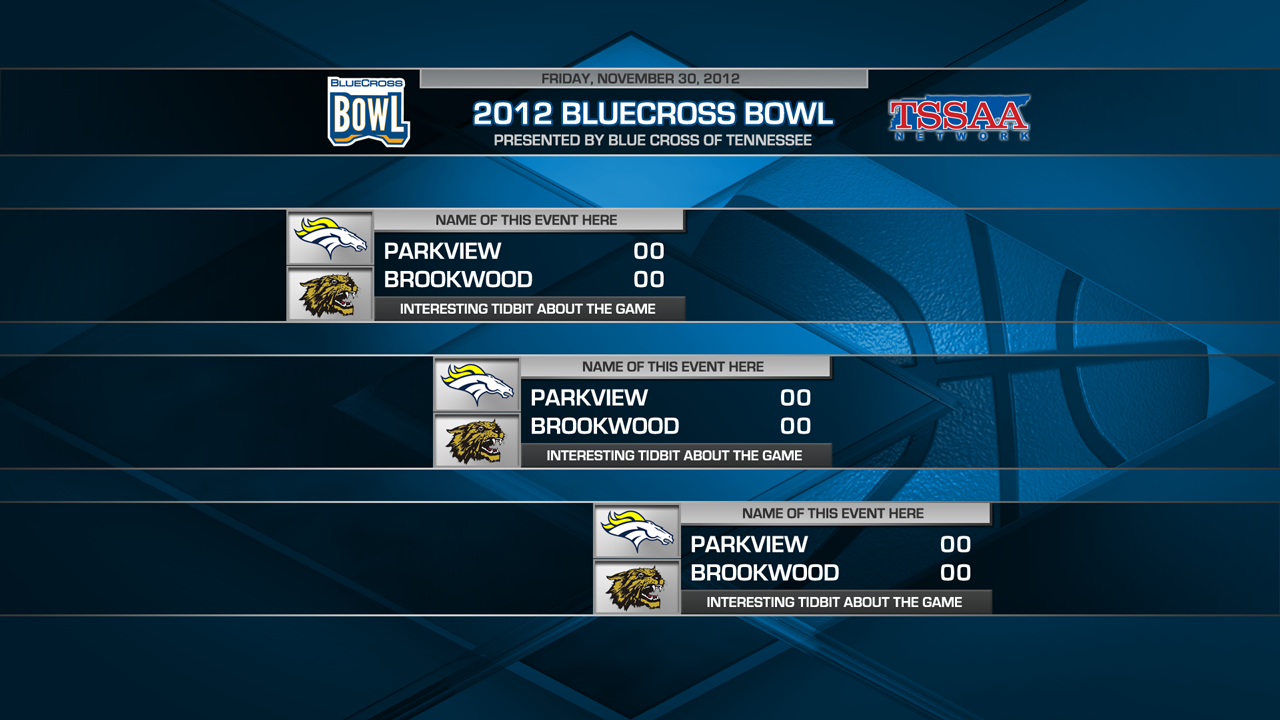 FRIDAY, NOVEMBER 30, 2012
BLUECROSS
BOWL
2012 BLUECROSS BOWL
PRESENTED BY BLUE CROSS OF TENNESSEE
TSSAA
NETWORK
NAME OF THIS EVENT HERE
PARKVIEW 00
BROOKWOOD 00
INTERESTING TIDBIT ABOUT THE GAME
NAME OF THIS EVENT HERE
PARKVIEW 00
BROOKWOOD 00
INTERESTING TIDBIT ABOUT THE GAME
NAME OF THIS EVENT HERE
PARKVIEW 00
BROOKWOOD 00
INTERESTING TIDBIT ABOUT THE GAME